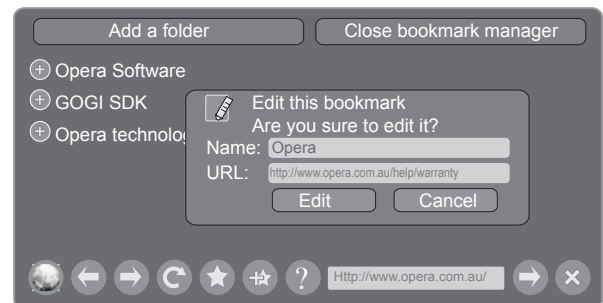 Add a folder
Close bookmark manager
Opera Software
GOGI SDK
Opera technolo
Edit this bookmark
Are you sure to edit it?
Name: Opera
URL: http://www.opera.com.au/help/warranty
Edit
Cancel
?
Http://www.opera.com.au/